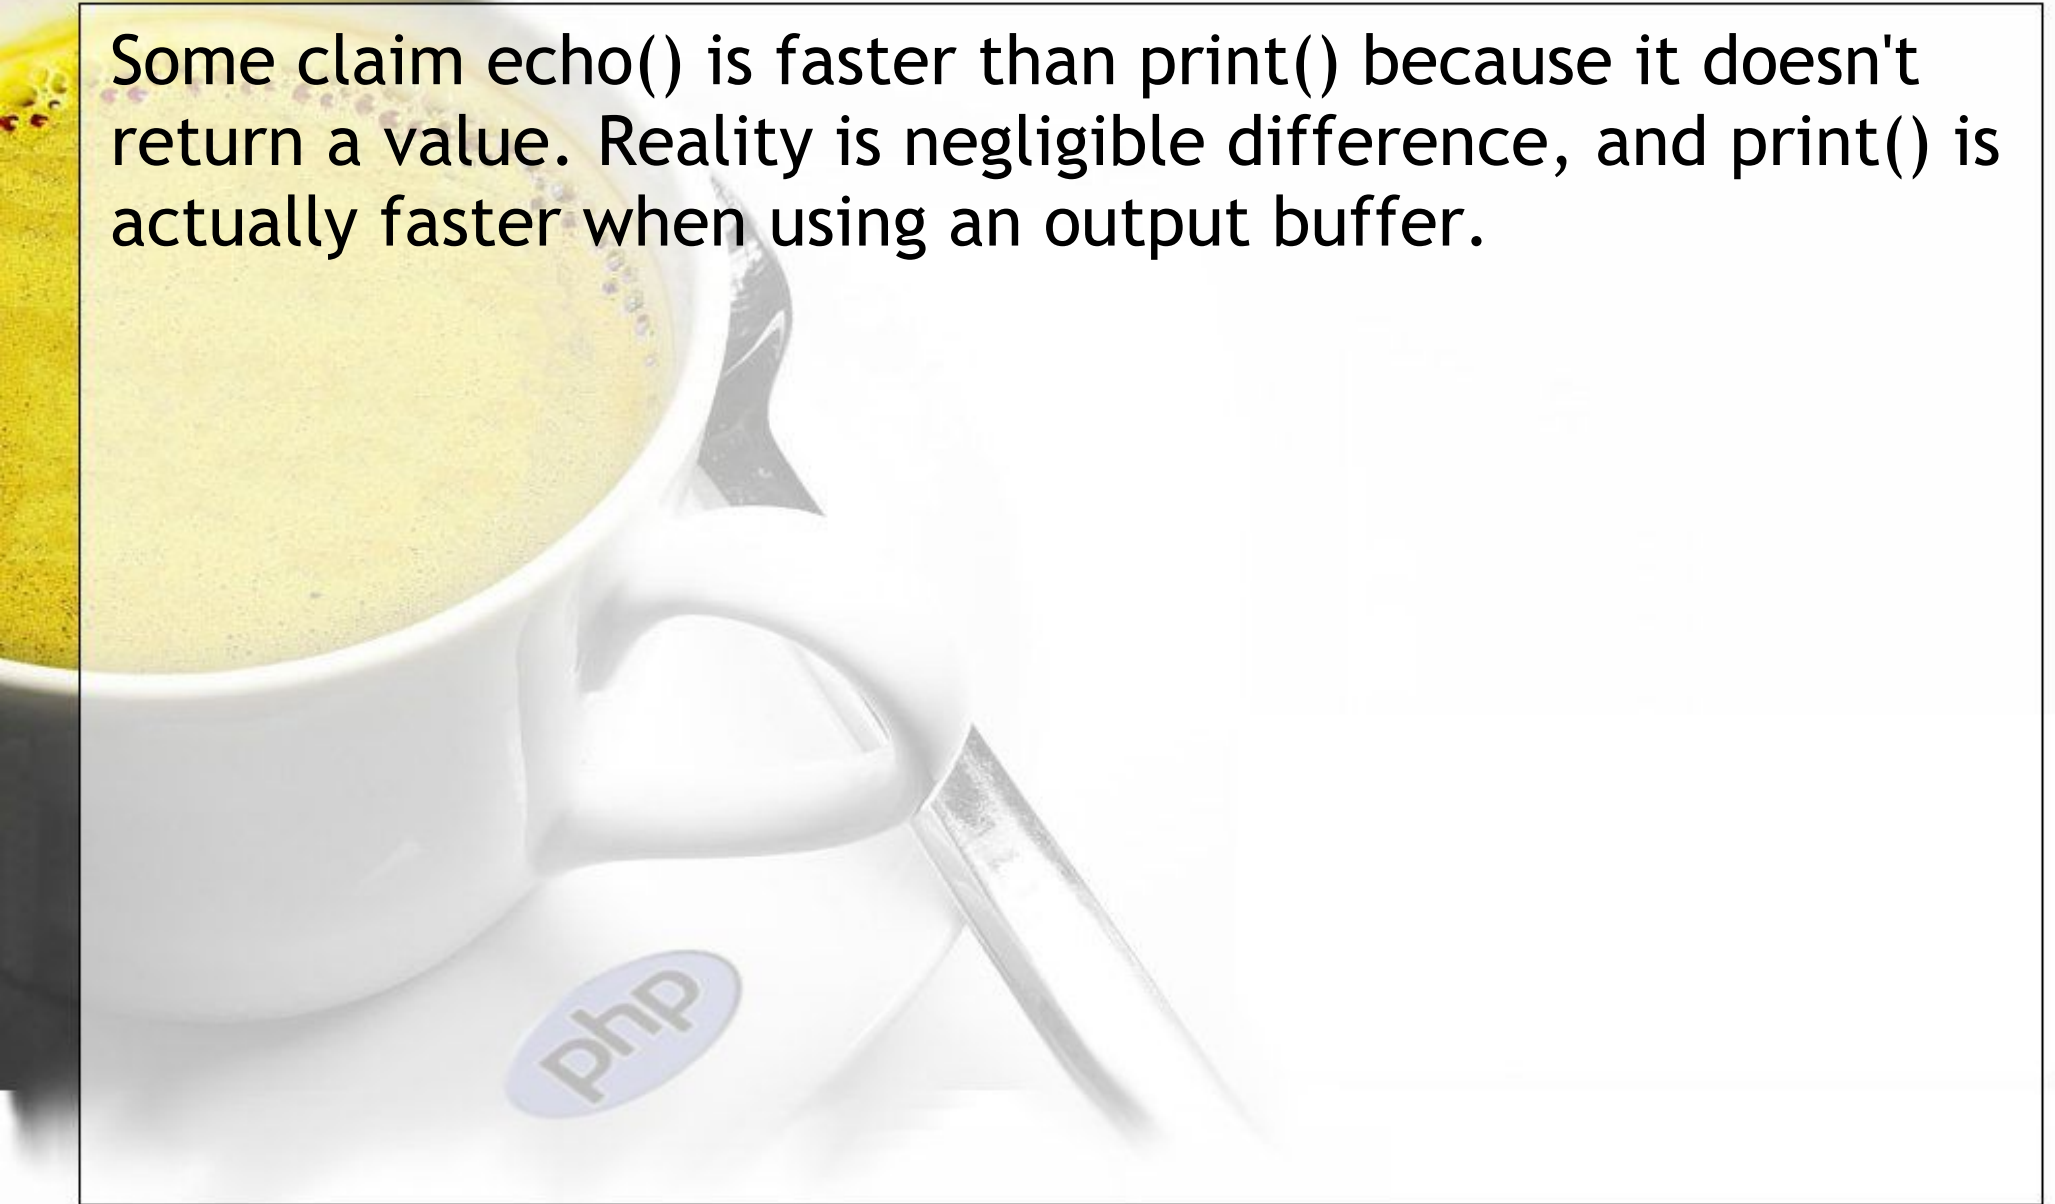 Some claim echo() is faster than print() because it doesn't
return a value. Reality is negligible difference, and print() is
actually faster when using an output buffer.
php